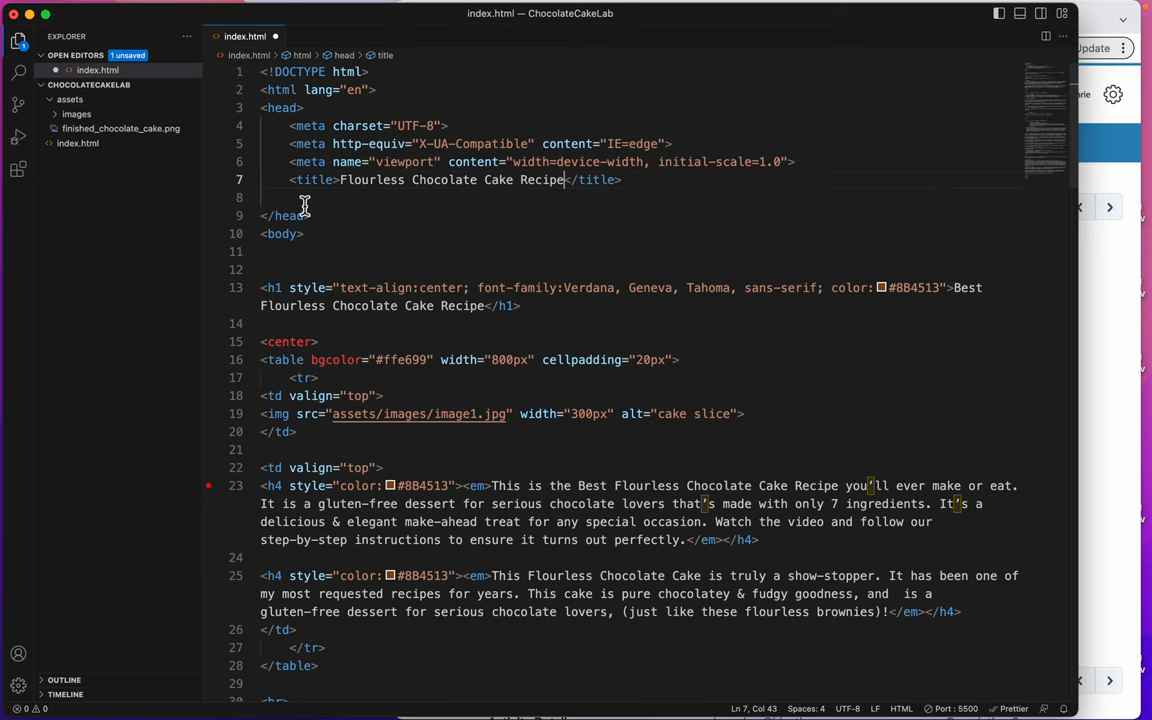 index.html — ChocolateCakeLab
EXPLORER
OPEN EDITORS 1 unsaved
index.html
CHOCOLATECAKELAB
assets
images
finished_chocolate_cake.png
index.html
OUTLINE
TIMELINE
index.html
index.html > html > head > title
1 <!DOCTYPE html>
2 <html lang="en">
3 <head>
4 <meta charset="UTF-8">
5 <meta http-equiv="X-UA-Compatible" content="IE=edge">
6 <meta name="viewport" content="width=device-width, initial-scale=1.0">
7 <title>Flourless Chocolate Cake Recipe</title>
8
9 </head>
10 <body>
11
12
13 <h1 style="text-align:center; font-family:Verdana, Geneva, Tahoma, sans-serif; color:#8B4513">Best
Flourless Chocolate Cake Recipe</h1>
14
15 <center>
16 <table bgcolor="#ffe699" width="800px" cellpadding="20px">
17 <tr>
18 <td valign="top">
19 <img src="assets/images/image1.jpg" width="300px" alt="cake slice">
20 </td>
21
22 <td valign="top">
23 <h4 style="color:#8B4513"><em>This is the Best Flourless Chocolate Cake Recipe you’ll ever make or eat.
It is a gluten-free dessert for serious chocolate lovers that’s made with only 7 ingredients. It’s a
delicious & elegant make-ahead treat for any special occasion. Watch the video and follow our
step-by-step instructions to ensure it turns out perfectly.</em></h4>
24
25 <h4 style="color:#8B4513"><em>This Flourless Chocolate Cake is truly a show-stopper. It has been one of
my most requested recipes for years. This cake is pure chocolatey & fudgy goodness, and  is a
gluten-free dessert for serious chocolate lovers, (just like these flourless brownies)!</em></h4>
26 </td>
27 </tr>
28 </table>
29
30 <hr>
Update
0 0
Ln 7, Col 43 Spaces: 4 UTF-8 LF HTML Port : 5500 Prettier